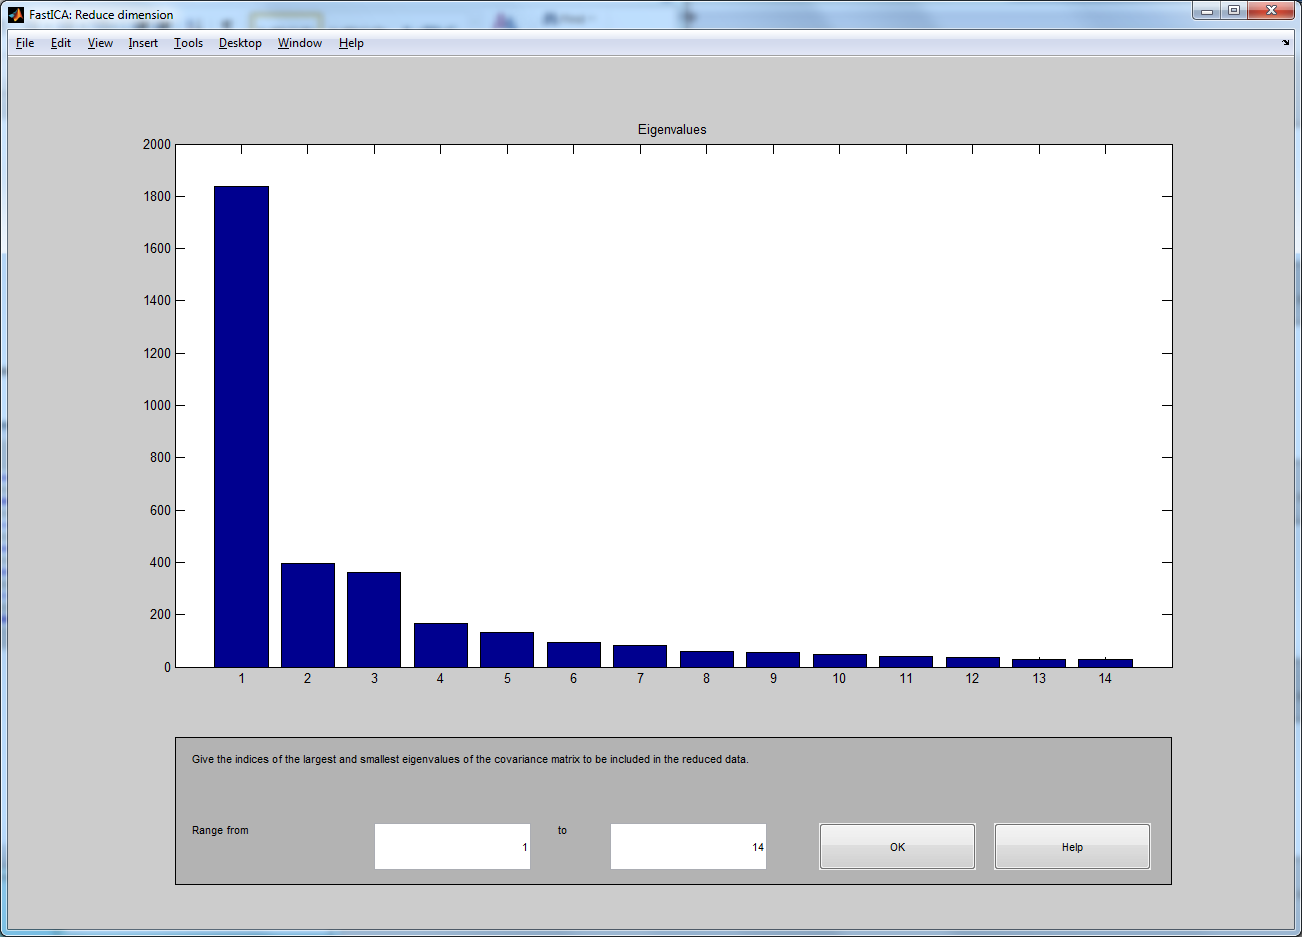 FastICA: Reduce dimension
File Edit View Insert Tools Desktop Window Help
Eigenvalues
2000
1800
1600
1400
1200
1000
800
600
400
200
0
1 2 3 4 5 6 7 8 9 10 11 12 13 14
Give the indices of the largest and smallest eigenvalues of the covariance matrix to be included in the reduced data.
Range from 1 to 14 OK Help